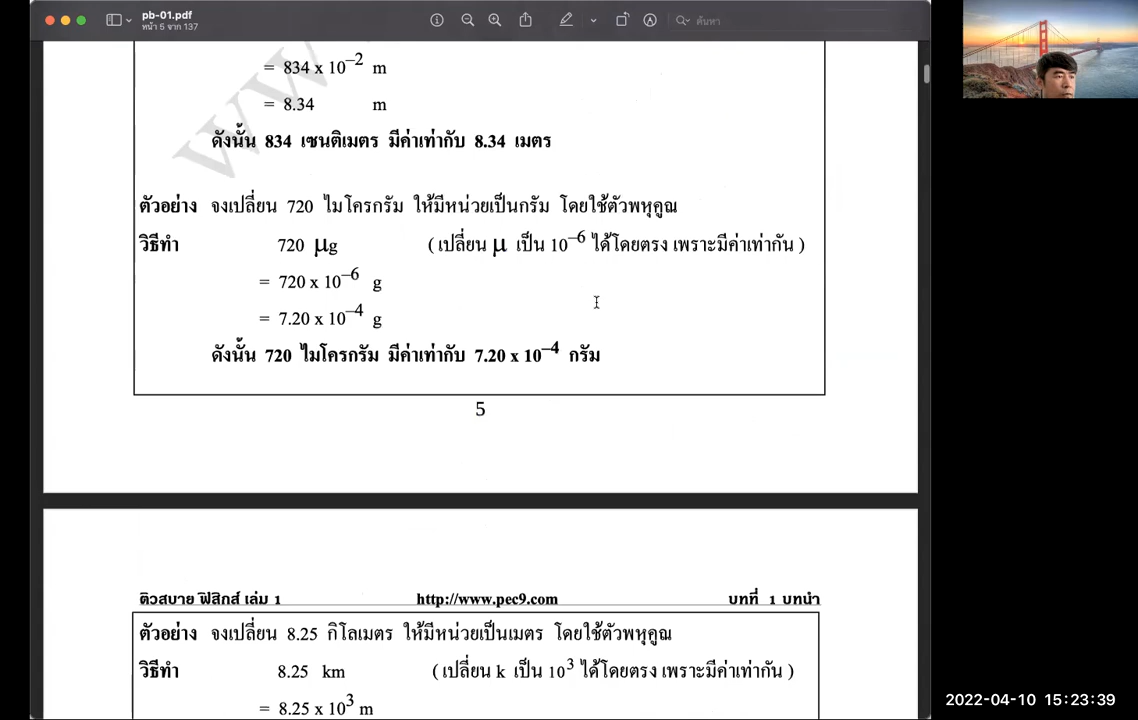 pb-01.pdf
หน้า 5 จาก 137
ค้นหา
= 834 x 10–2 m
= 8.34 m
ดังนั้น 834 เซนติเมตร มีค่าเท่ากับ 8.34 เมตร
ตัวอย่าง จงเปลี่ยน 720 ไมโครกรัม ให้มีหน่วยเป็นกรัม โดยใช้ตัวพหุคูณ
วิธีทำ 720 μg ( เปลี่ยน μ เป็น 10–6 ได้โดยตรง เพราะมีค่าเท่ากัน )
= 720 x 10–6 g
= 7.20 x 10–4 g
ดังนั้น 720 ไมโครกรัม มีค่าเท่ากับ 7.20 x 10–4 กรัม
5
ติวสบาย ฟิสิกส์ เล่ม 1 http://www.pec9.com บทที่ 1 บทนำ
ตัวอย่าง จงเปลี่ยน 8.25 กิโลเมตร ให้มีหน่วยเป็นเมตร โดยใช้ตัวพหุคูณ
วิธีทำ 8.25 km ( เปลี่ยน k เป็น 103 ได้โดยตรง เพราะมีค่าเท่ากัน )
= 8.25 x 103 m
2022-04-10 15:23:39